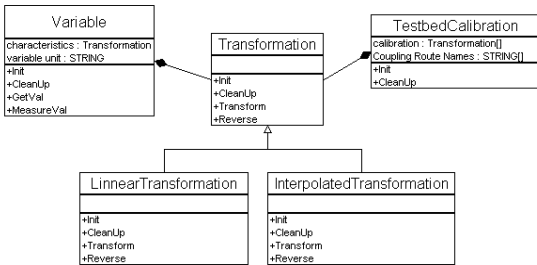 Variable
characteristics : Transformation
variable unit : STRING
+Init
+CleanUp
+GetVal
+MeasureVal
Transformation
+Init
+CleanUp
+Transform
+Reverse
TestbedCalibration
calibration : Transformation[]
Coupling Route Names : STRING[]
+Init
+CleanUp
LinnearTransformation
+Init
+CleanUp
+Transform
+Reverse
InterpolatedTransformation
+Init
+CleanUp
+Transform
+Reverse